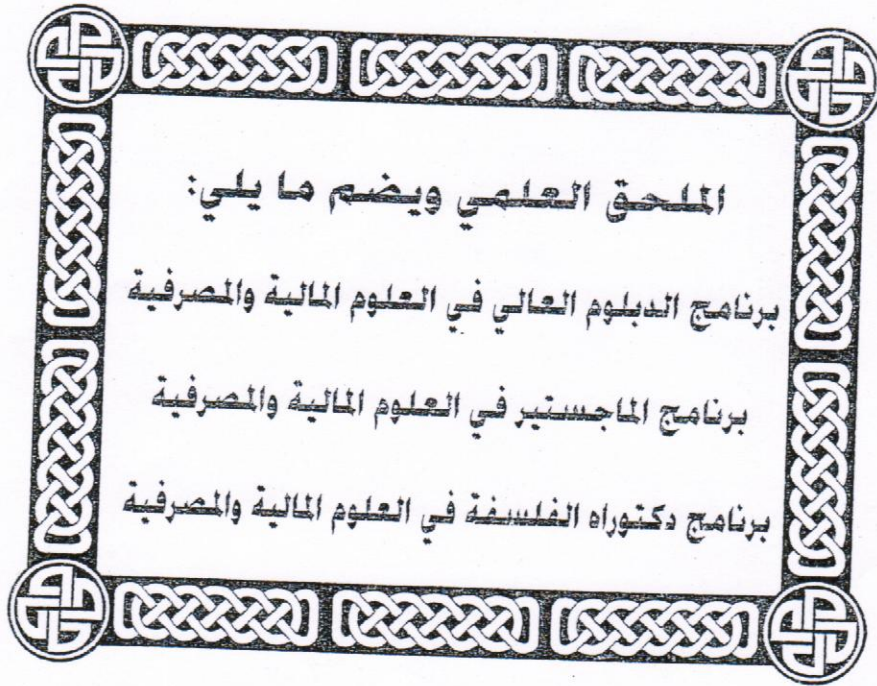 الملحق العلمي ويضم ما يلي:
برنامج الدبلوم العالي في العلوم المالية والمصرفية
برنامج الماجستير في العلوم المالية والمصرفية
برنامج دكتوراه الفلسفة في العلوم المالية والمصرفية